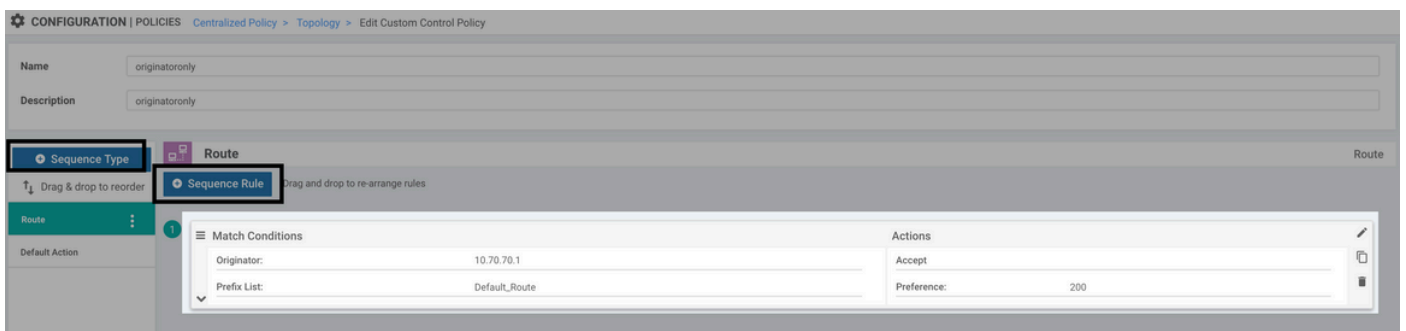 CONFIGURATION | POLICIES Centralized Policy > Topology > Edit Custom Control Policy
Name originatoronly
Description originatoronly
Sequence Type
Route Route
Drag & drop to reorder
Sequence Rule Drag and drop to re-arrange rules
Route
1
Match Conditions Actions
Default Action
Originator: 10.70.70.1 Accept
Prefix List: Default_Route Preference: 200